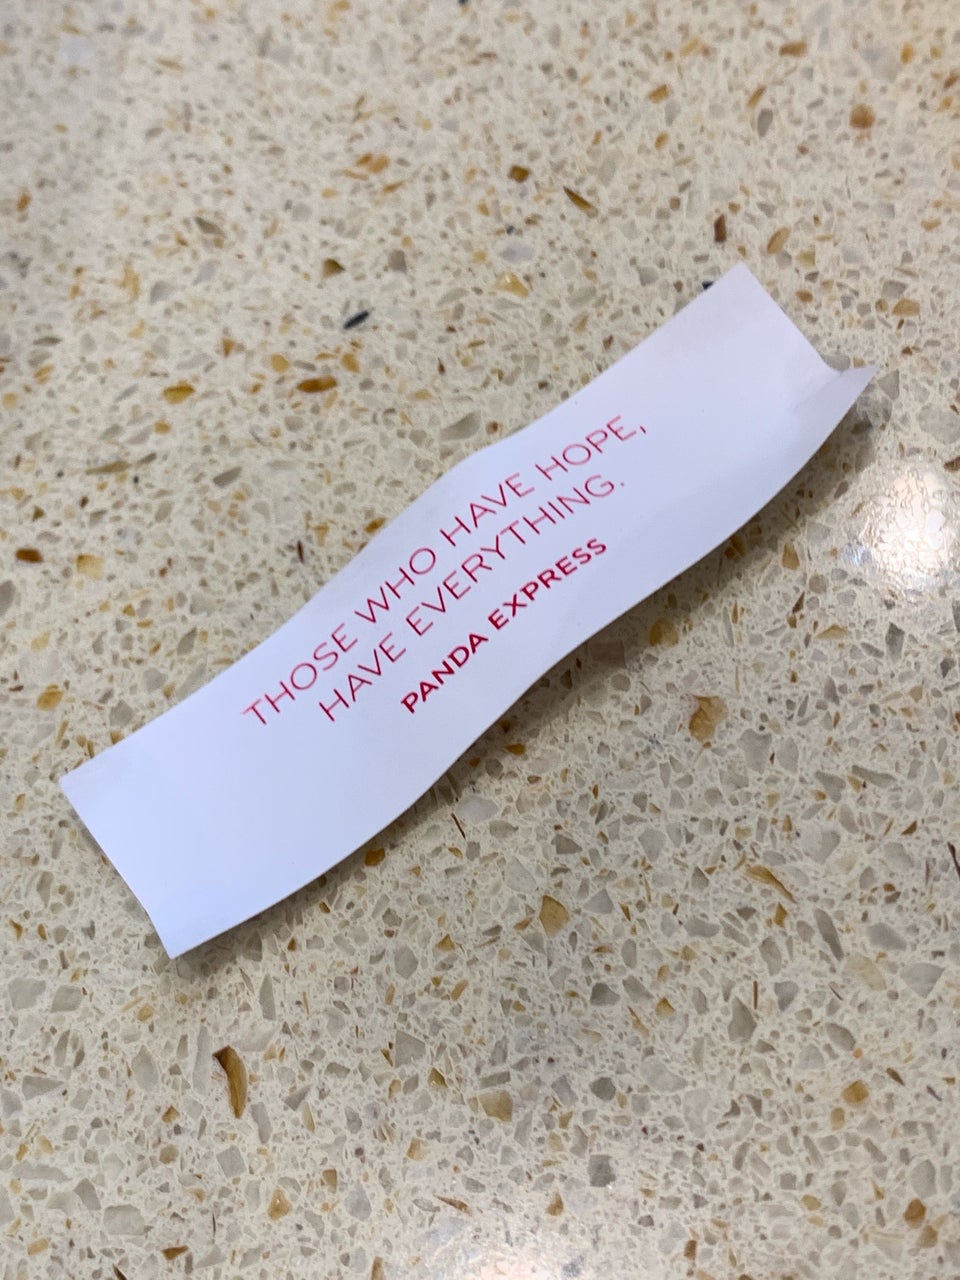 THOSE WHO HAVE HOPE,
HAVE EVERYTHING.
PANDA EXPRESS